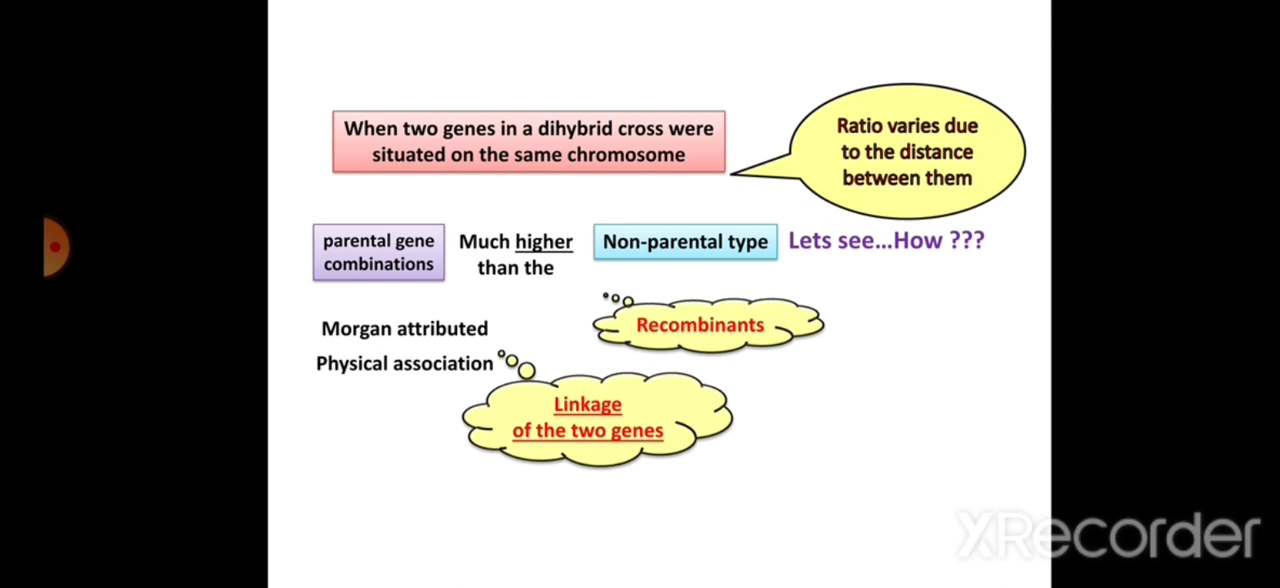 When two genes in a dihybrid cross were
situated on the same chromosome
Ratio varies due
to the distance
between them
parental gene
combinations
Much higher
than the
Non-parental type
Lets see...How ???
Recombinants
Morgan attributed
Physical association
Linkage
of the two genes
XRecorder